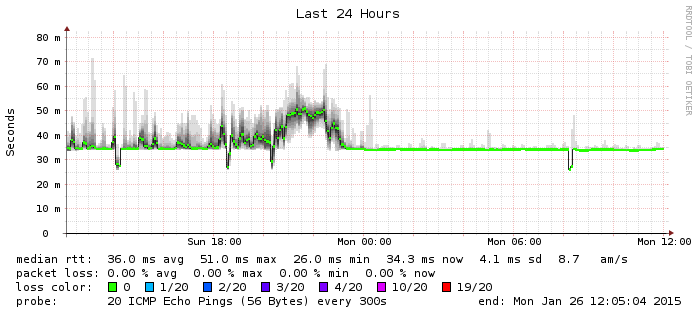 Last 24 Hours
RRDTOOL / TOBI OETIKER
80 m
70 m
60 m
50 m
40 m
30 m
20 m
10 m
0
Seconds
Sun 18:00 Mon 00:00 Mon 06:00 Mon 12:00
median rtt: 36.0 ms avg 51.0 ms max 26.0 ms min 34.3 ms now 4.1 ms sd 8.7 am/s
packet loss: 0.00 % avg 0.00 % max 0.00 % min 0.00 % now
loss color: 0 1/20 2/20 3/20 4/20 10/20 19/20
probe: 20 ICMP Echo Pings (56 Bytes) every 300s end: Mon Jan 26 12:05:04 2015